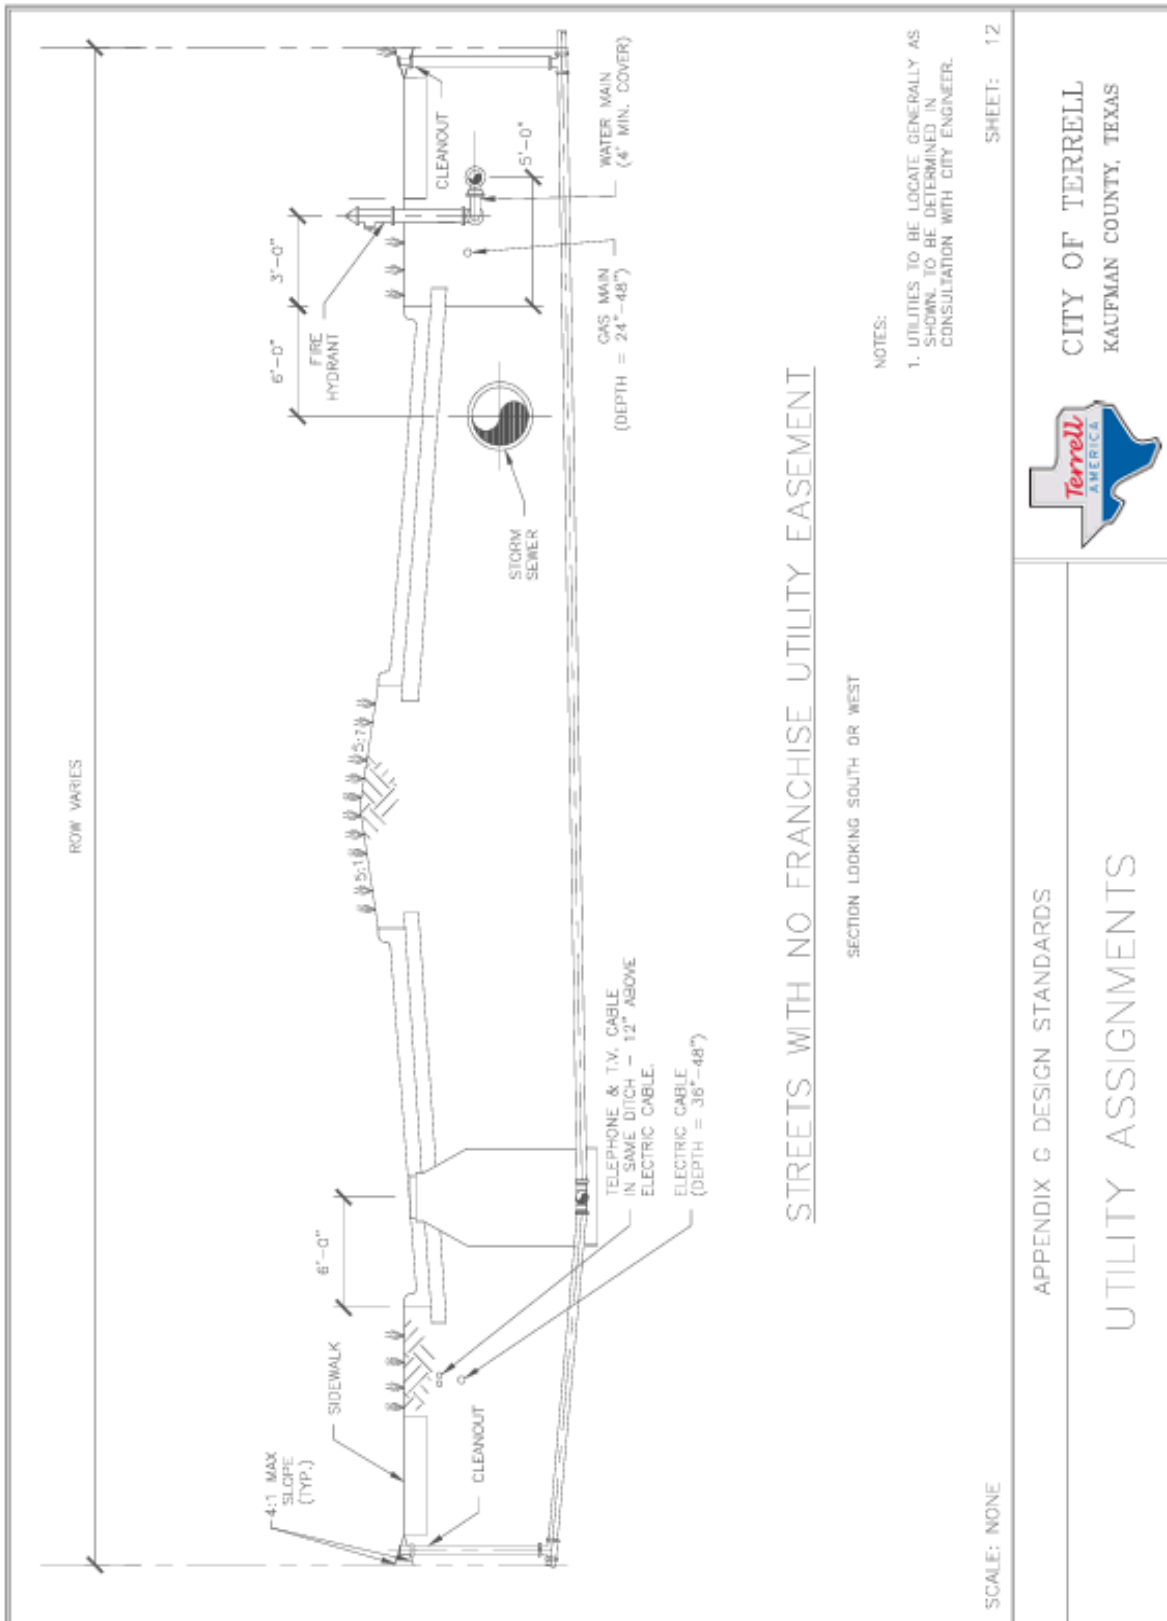 ROW VARIES
4:1 MAX
SLOPE
(TYP.)
SIDEWALK
6'-0"
5:1
5:?
6'-0"
3'-0"
FIRE
HYDRANT
CLEANOUT
CLEANOUT
STORM
SEWER
5'-0"
TELEPHONE & T.V. CABLE
IN SAME DITCH - 12" ABOVE
ELECTRIC CABLE.
ELECTRIC CABLE
(DEPTH = 36"-48")
GAS MAIN
(DEPTH = 24"-48")
WATER MAIN
(4' MIN. COVER)
STREETS WITH NO FRANCHISE UTILITY EASEMENT
SECTION LOOKING SOUTH OR WEST
NOTES:
1. UTILITIES TO BE LOCATE GENERALLY AS
SHOWN. TO BE DETERMINED IN
CONSULTATION WITH CITY ENGINEER.
SCALE: NONE
SHEET: 12
APPENDIX C DESIGN STANDARDS
UTILITY ASSIGNMENTS
Terrell
AMERICA
CITY OF TERRELL
KAUFMAN COUNTY, TEXAS